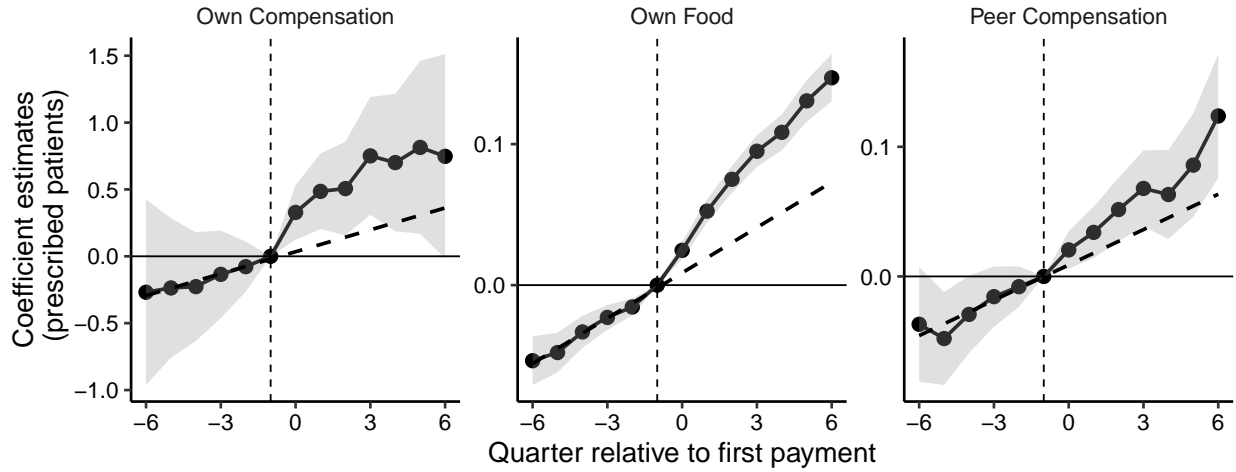 Own Compensation
Own Food
Peer Compensation
Coefficient estimates
(prescribed patients)
1.5
1.0
0.5
0.0
−0.5
−1.0
−6 −3 0 3 6
0.1
0.0
−6 −3 0 3 6
0.1
0.0
−6 −3 0 3 6
Quarter relative to first payment